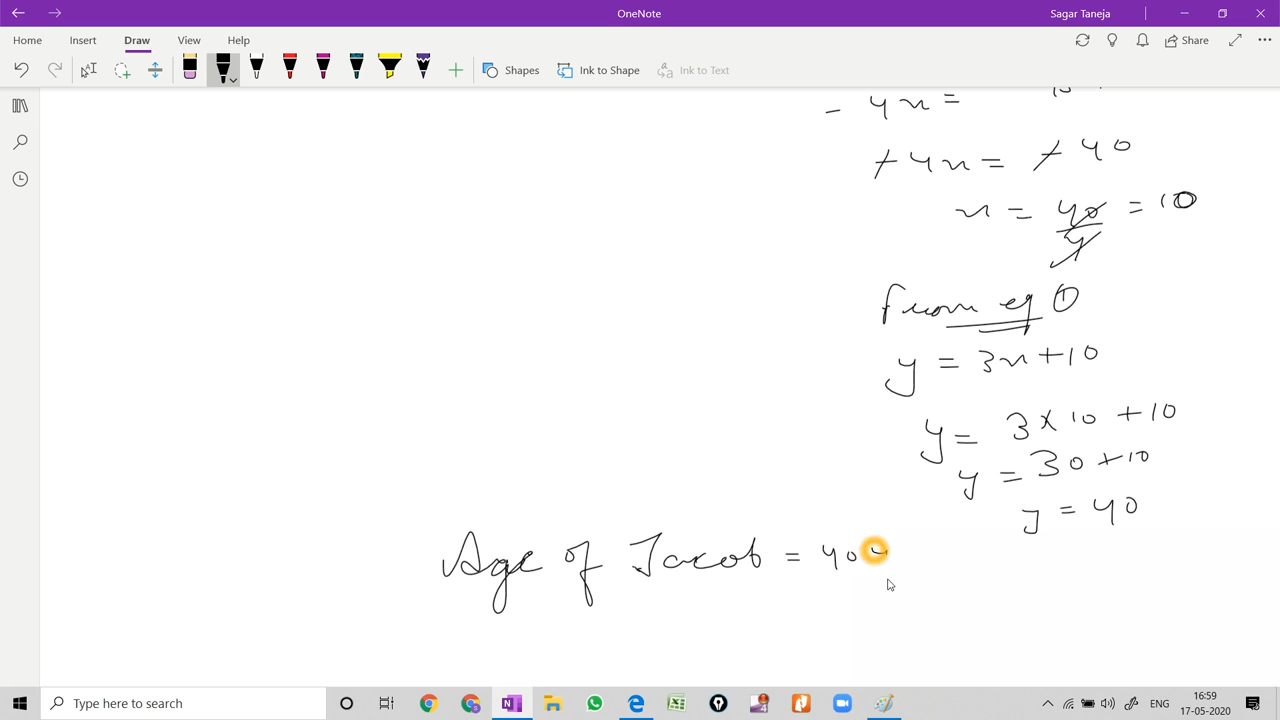 OneNote
Sagar Taneja
Home Insert Draw View Help
Share
Shapes Ink to Shape Ink to Text
- 4x =
+4x = +40
x = 40/4 = 10
from eq ①
y = 3x+10
y = 3×10 +10
y = 30+10
y = 40
Age of Jacob = 40 y
Type here to search
16:59
17-05-2020